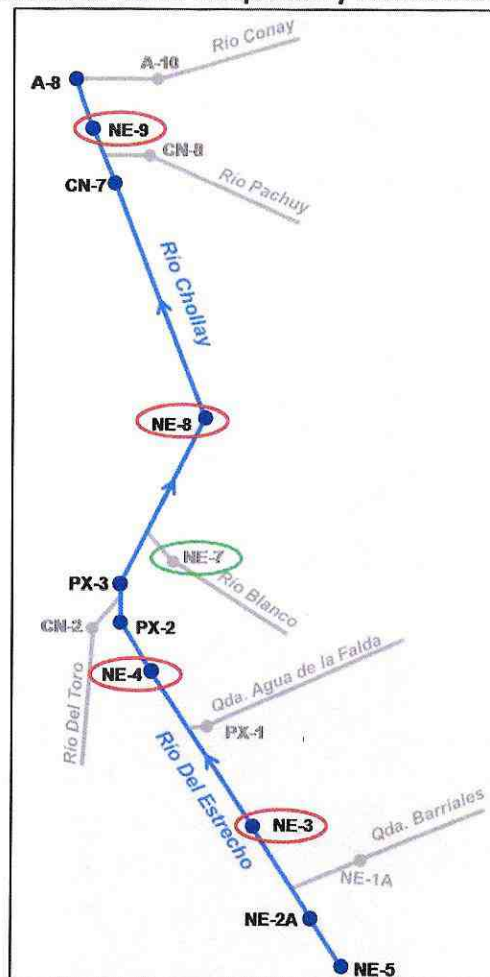 Río Conay
A-10
A-8
NE-9
CN-8
CN-7
Río Pachuy
Río Chollay
NE-8
NE-7
PX-3
Río Blanco
CN-2
PX-2
NE-4
Qda. Agua de la Falda
Río Del Toro
PX-1
Río Del Estrecho
NE-3
Qda. Barriales
NE-1A
NE-2A
NE-5